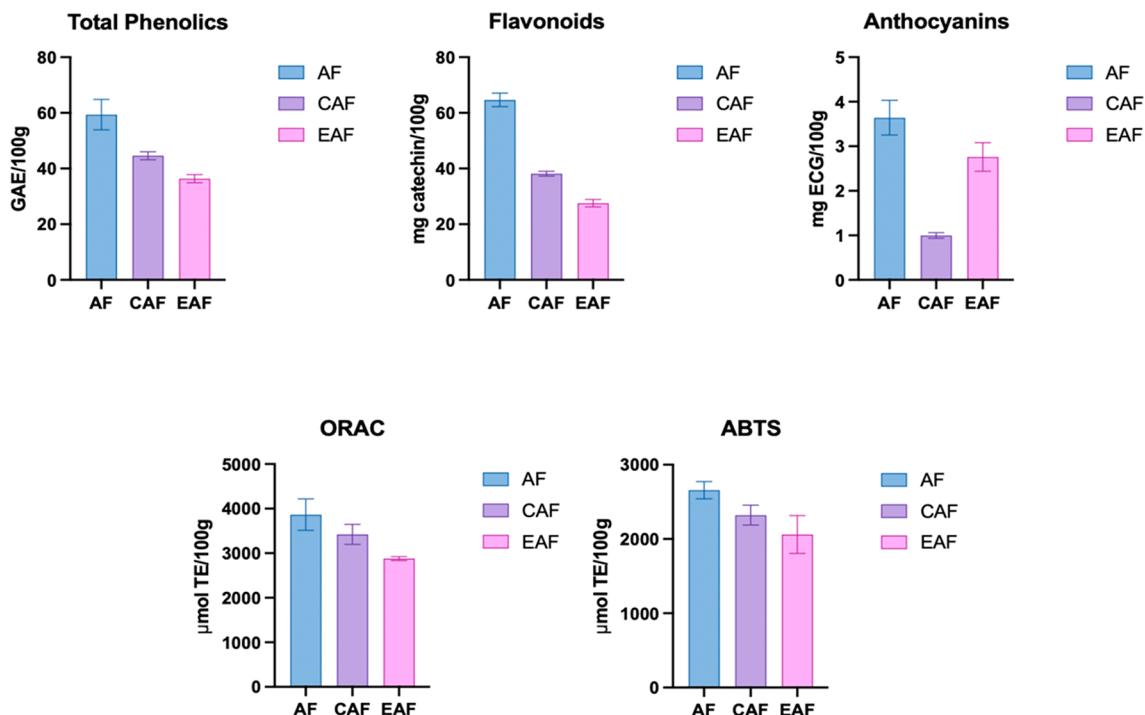 Total Phenolics
GAE/100g
80
60
40
20
0
AF
CAF
EAF
AF CAF EAF
Flavonoids
mg catechin/100g
80
60
40
20
0
AF
CAF
EAF
AF CAF EAF
Anthocyanins
mg ECG/100g
5
4
3
2
1
0
AF
CAF
EAF
AF CAF EAF
ORAC
µmol TE/100g
5000
4000
3000
2000
1000
0
AF
CAF
EAF
AF CAF EAF
ABTS
µmol TE/100g
3000
2000
1000
0
AF
CAF
EAF
AF CAF EAF